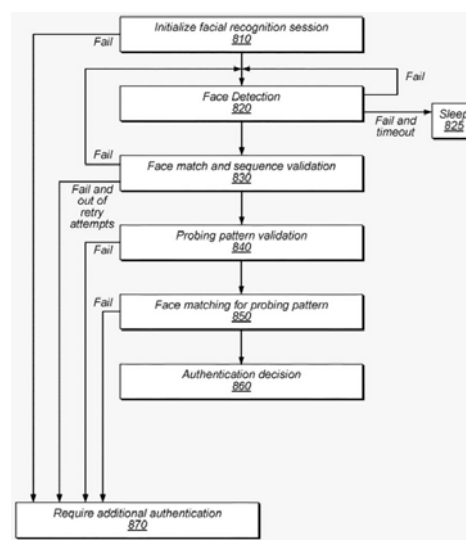 Initialize facial recognition session
810
Fail
Fail
Face Detection
820
Fail and
timeout
Sleep
825
Fail
Face match and sequence validation
830
Fail and
out of
retry
attempts
Probing pattern validation
840
Fail
Face matching for probing pattern
850
Fail
Authentication decision
860
Require additional authentication
870